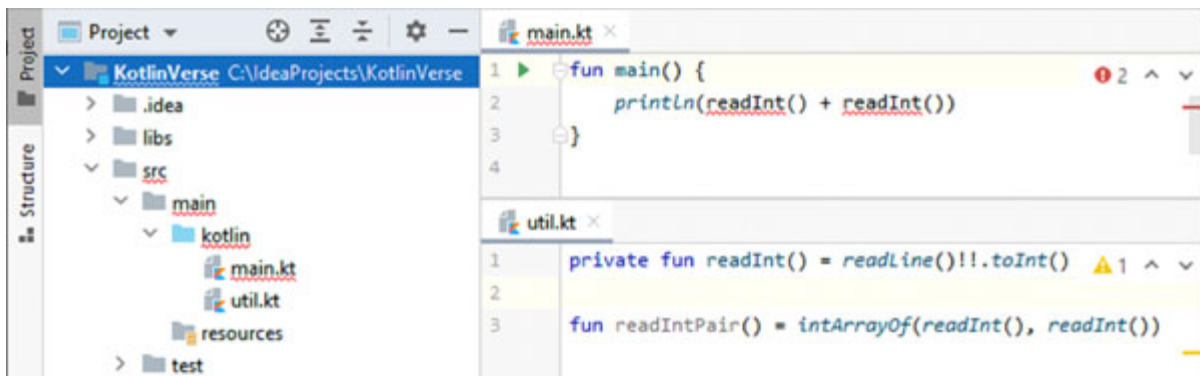 Project
Structure
Project
KotlinVerse C:\IdeaProjects\KotlinVerse
.idea
libs
src
main
kotlin
main.kt
util.kt
resources
test
main.kt
1 fun main() { 2
2 println(readInt() + readInt())
3 }
4
util.kt
1 private fun readInt() = readLine()!!.toInt() 1
2
3 fun readIntPair() = intArrayOf(readInt(), readInt())